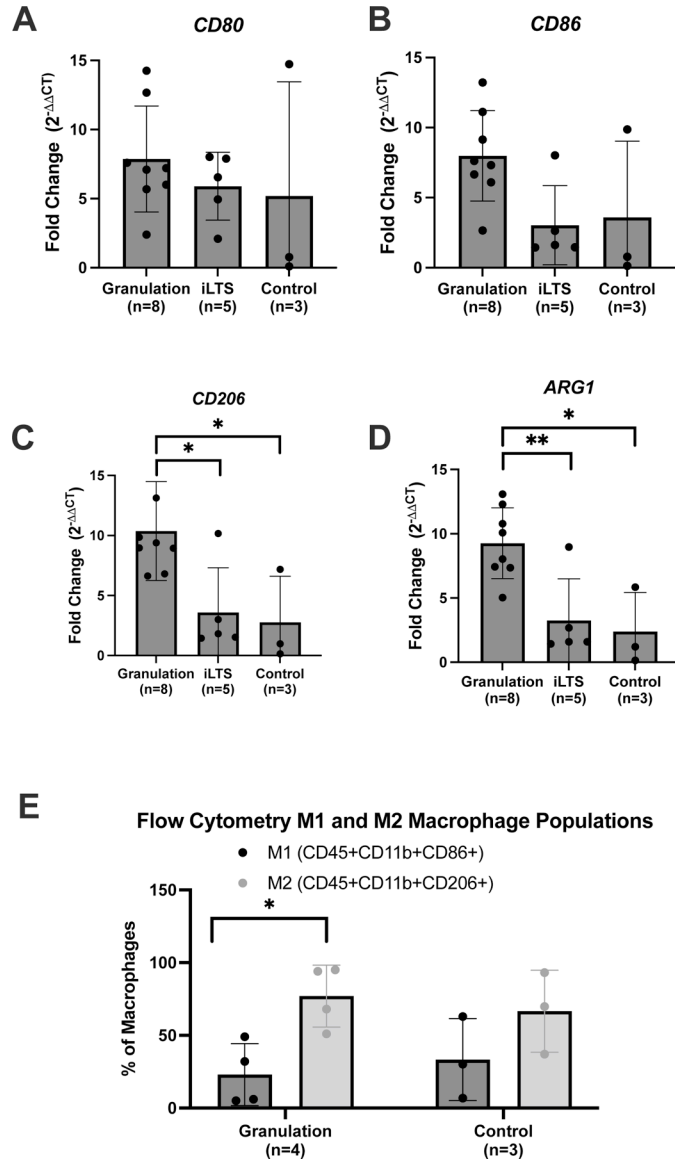 A
CD80
Fold Change (2-ΔΔCT)
15
10
5
0
Granulation
(n=8)
iLTS
(n=5)
Control
(n=3)
B
CD86
Fold Change (2-ΔΔCT)
15
10
5
0
Granulation
(n=8)
iLTS
(n=5)
Control
(n=3)
C
CD206
*
*
Fold Change (2-ΔΔCT)
15
10
5
0
Granulation
(n=8)
iLTS
(n=5)
Control
(n=3)
D
ARG1
*
**
Fold Change (2-ΔΔCT)
15
10
5
0
Granulation
(n=8)
iLTS
(n=5)
Control
(n=3)
E
Flow Cytometry M1 and M2 Macrophage Populations
M1 (CD45+CD11b+CD86+)
M2 (CD45+CD11b+CD206+)
*
% of Macrophages
150
100
50
0
Granulation
(n=4)
Control
(n=3)